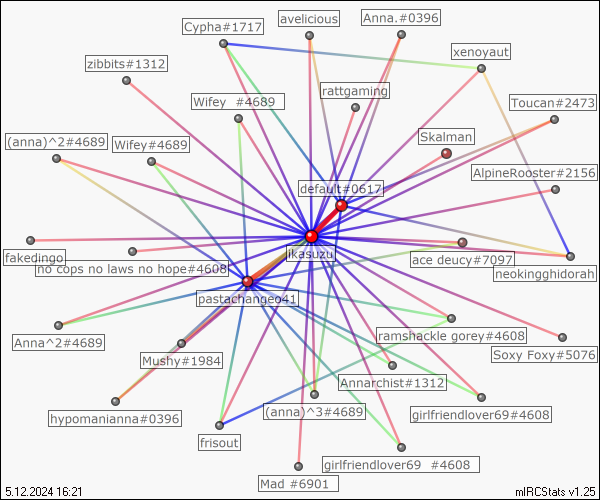 avelicious
Anna.#0396
Cypha#1717
xenoyaut
zibbits#1312
rattgaming
Wifey  #4689
Toucan#2473
(anna)^2#4689
Wifey#4689
Skalman
AlpineRooster#2156
default#0617
fakedingo
ikasuzu
ace deucy#7097
no cops no laws no hope#4608
neokingghidorah
pastachangeo41
Anna^2#4689
ramshackle gorey#4608
Mushy#1984
Soxy Foxy#5076
Annarchist#1312
hypomanianna#0396
(anna)^3#4689
girlfriendlover69#4608
frisout
girlfriendlover69  #4608
Mad #6901
5.12.2024 16:21
mIRCStats v1.25